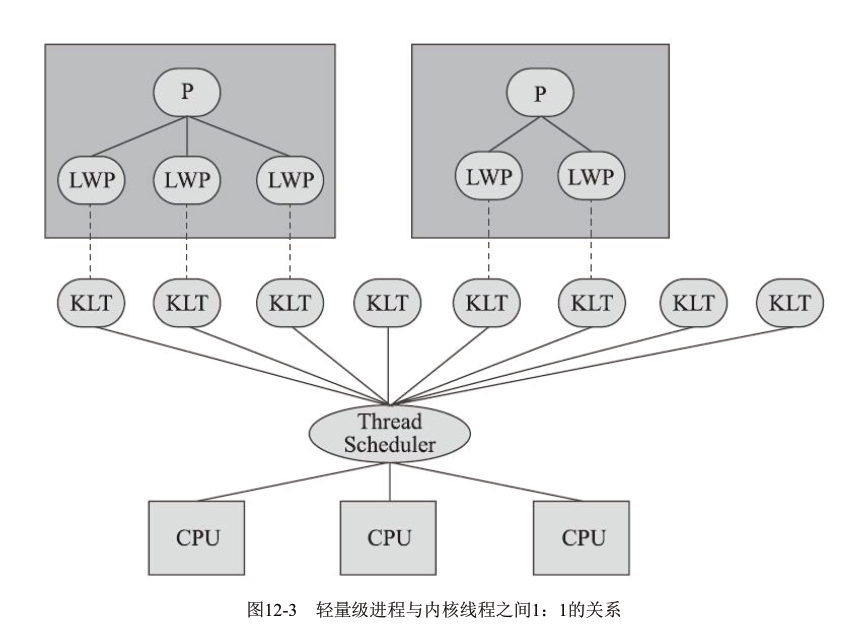 P
P
LWP LWP LWP
LWP LWP
KLT KLT KLT KLT KLT KLT KLT KLT
Thread
Scheduler
CPU CPU CPU
图12-3 轻量级进程与内核线程之间1：1的关系